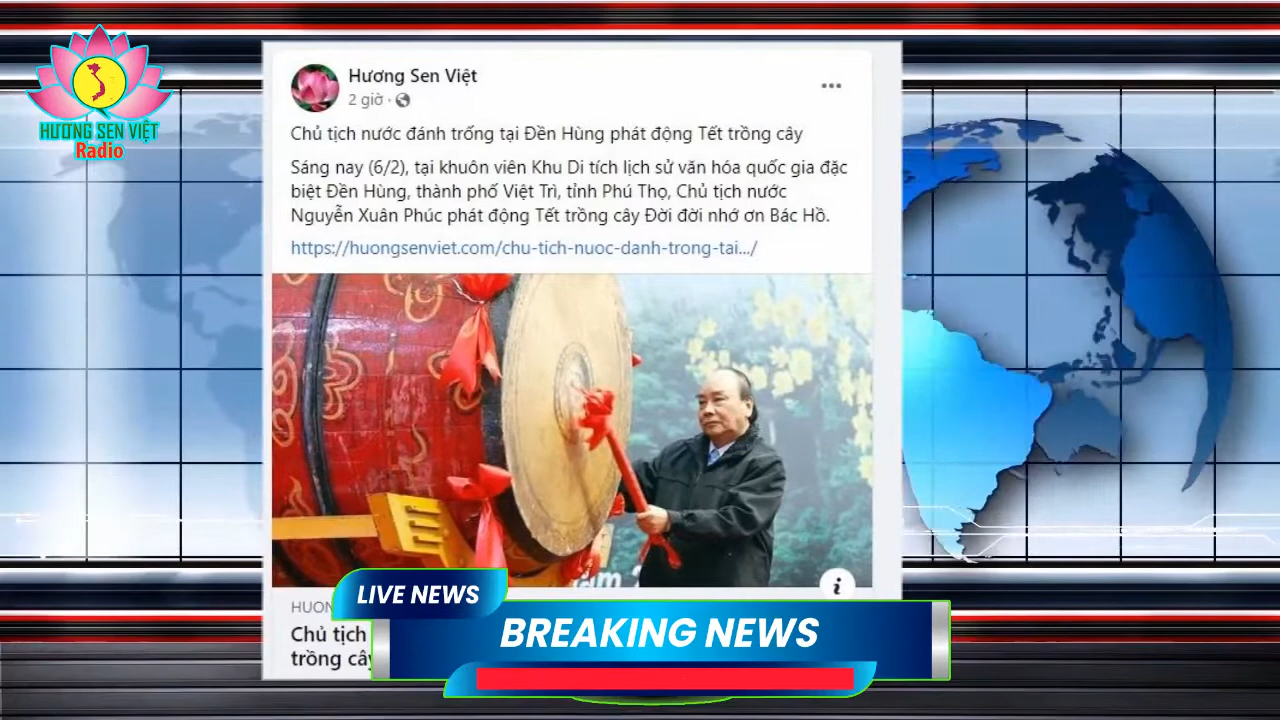 HƯƠNG SEN VIỆT
Radio
Hương Sen Việt
2 giờ ·
Chủ tịch nước đánh trống tại Đền Hùng phát động Tết trồng cây
Sáng nay (6/2), tại khuôn viên Khu Di tích lịch sử văn hóa quốc gia đặc
biệt Đền Hùng, thành phố Việt Trì, tỉnh Phú Thọ, Chủ tịch nước
Nguyễn Xuân Phúc phát động Tết trồng cây Đời đời nhớ ơn Bác Hồ.
https://huongsenviet.com/chu-tich-nuoc-danh-trong-tai.../
LIVE NEWS
Chủ tịch
trồng cây
BREAKING NEWS